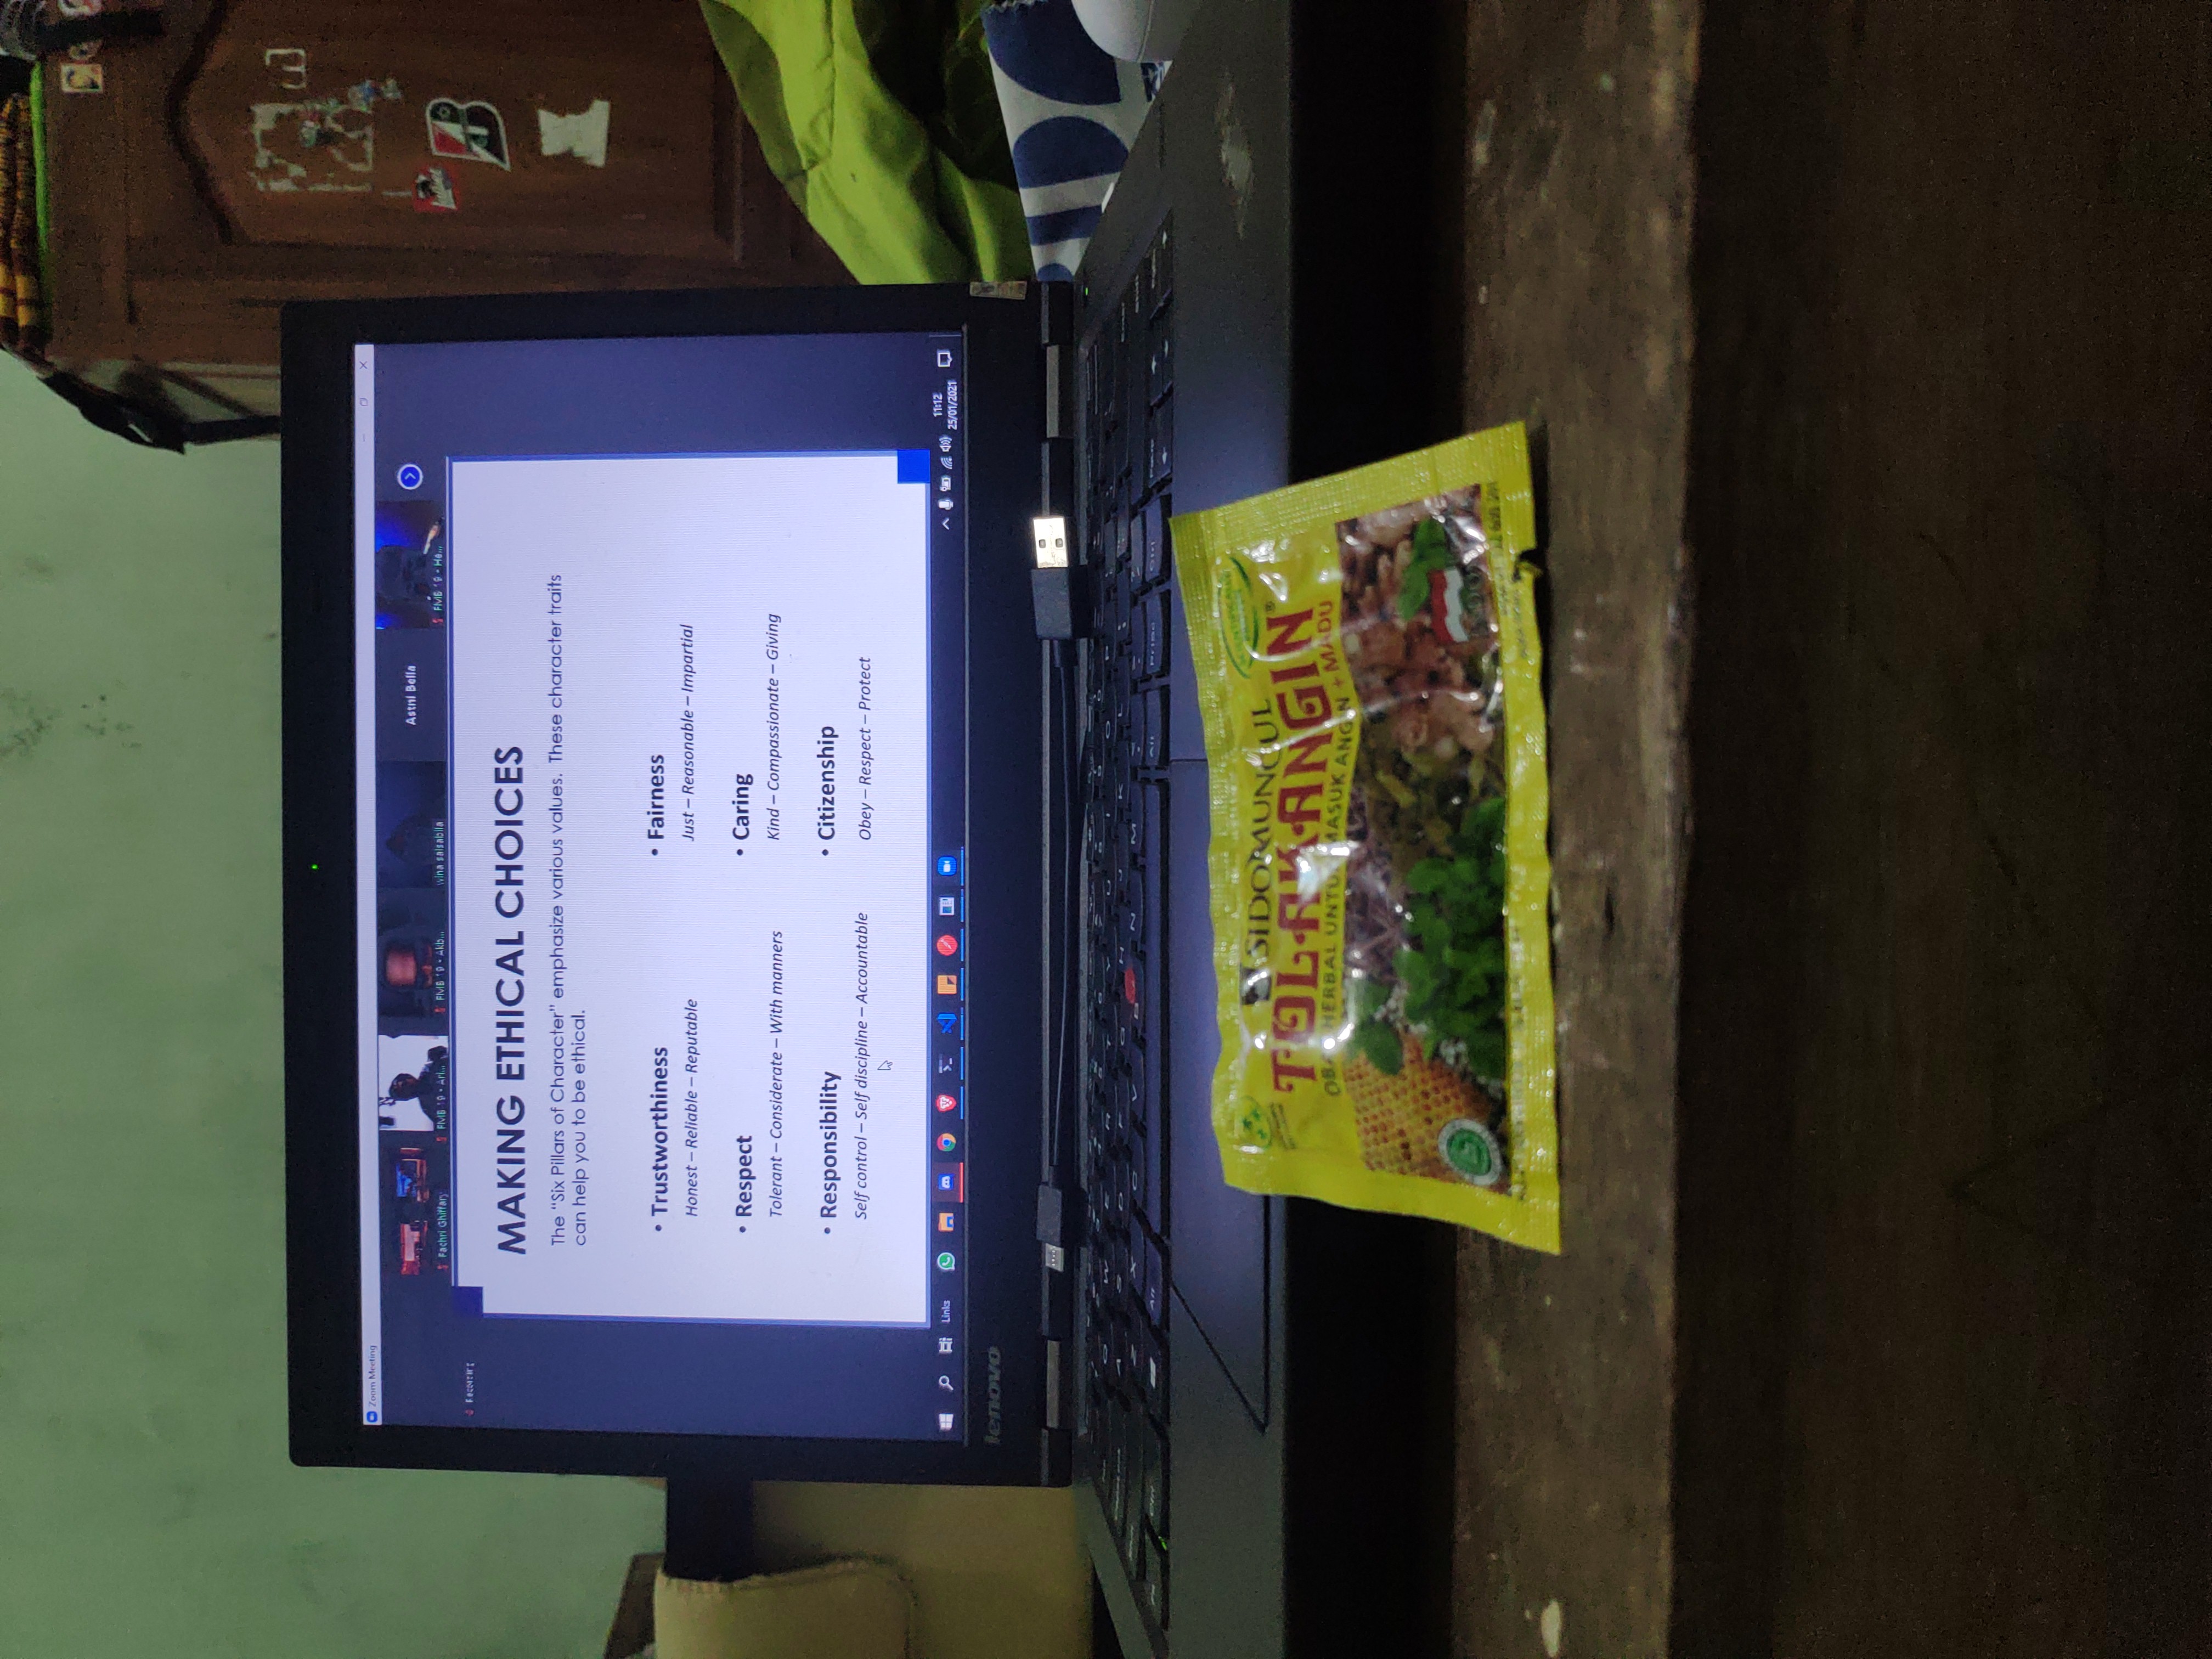 Zoom Meeting
Fachri Ghiffary
FMB '19 - Ari...
FMB '19 - Akb...
wina salsabila
Astni Bella
FMB '19 - Ha...
Recording
MAKING ETHICAL CHOICES
The “Six Pillars of Character” emphasize various values. These character traits
can help you to be ethical.
• Trustworthiness
Honest – Reliable – Reputable
• Respect
Tolerant – Considerate – With manners
• Responsibility
Self control – Self discipline – Accountable
• Fairness
Just – Reasonable – Impartial
• Caring
Kind – Compassionate – Giving
• Citizenship
Obey – Respect – Protect
Links
11:12
25/01/2021
lenovo
SIDOMUNCUL
TOLAKANGIN®
OBAT HERBAL UNTUK MASUK ANGIN + MADU